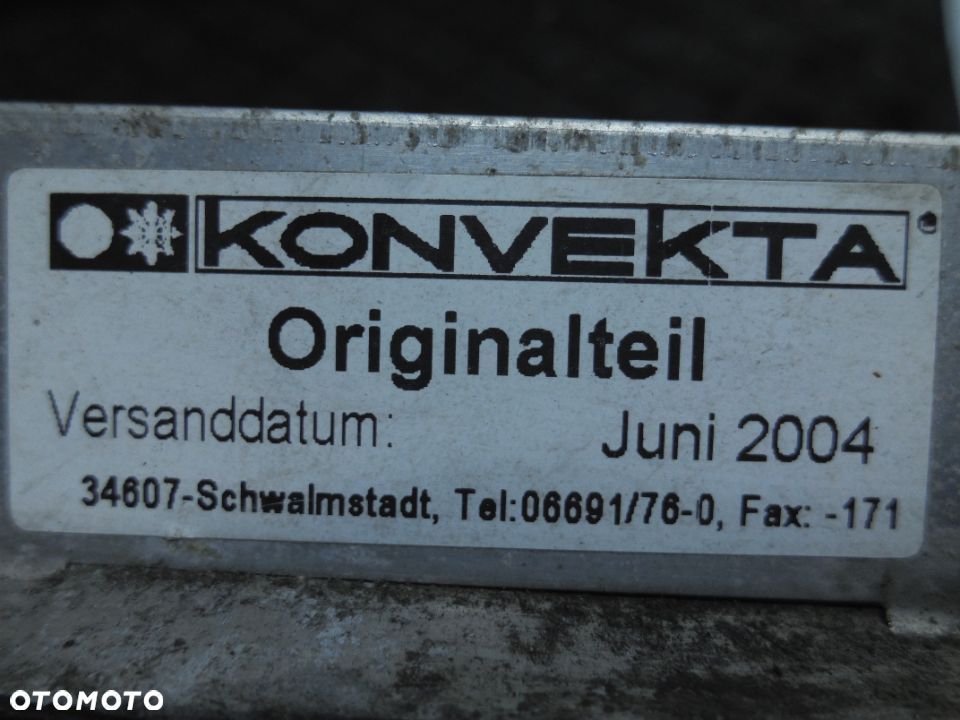 KONVEKTA
Originalteil
Versanddatum: Juni 2004
34607-Schwalmstadt, Tel:06691/76-0, Fax: -171
OTOMOTO